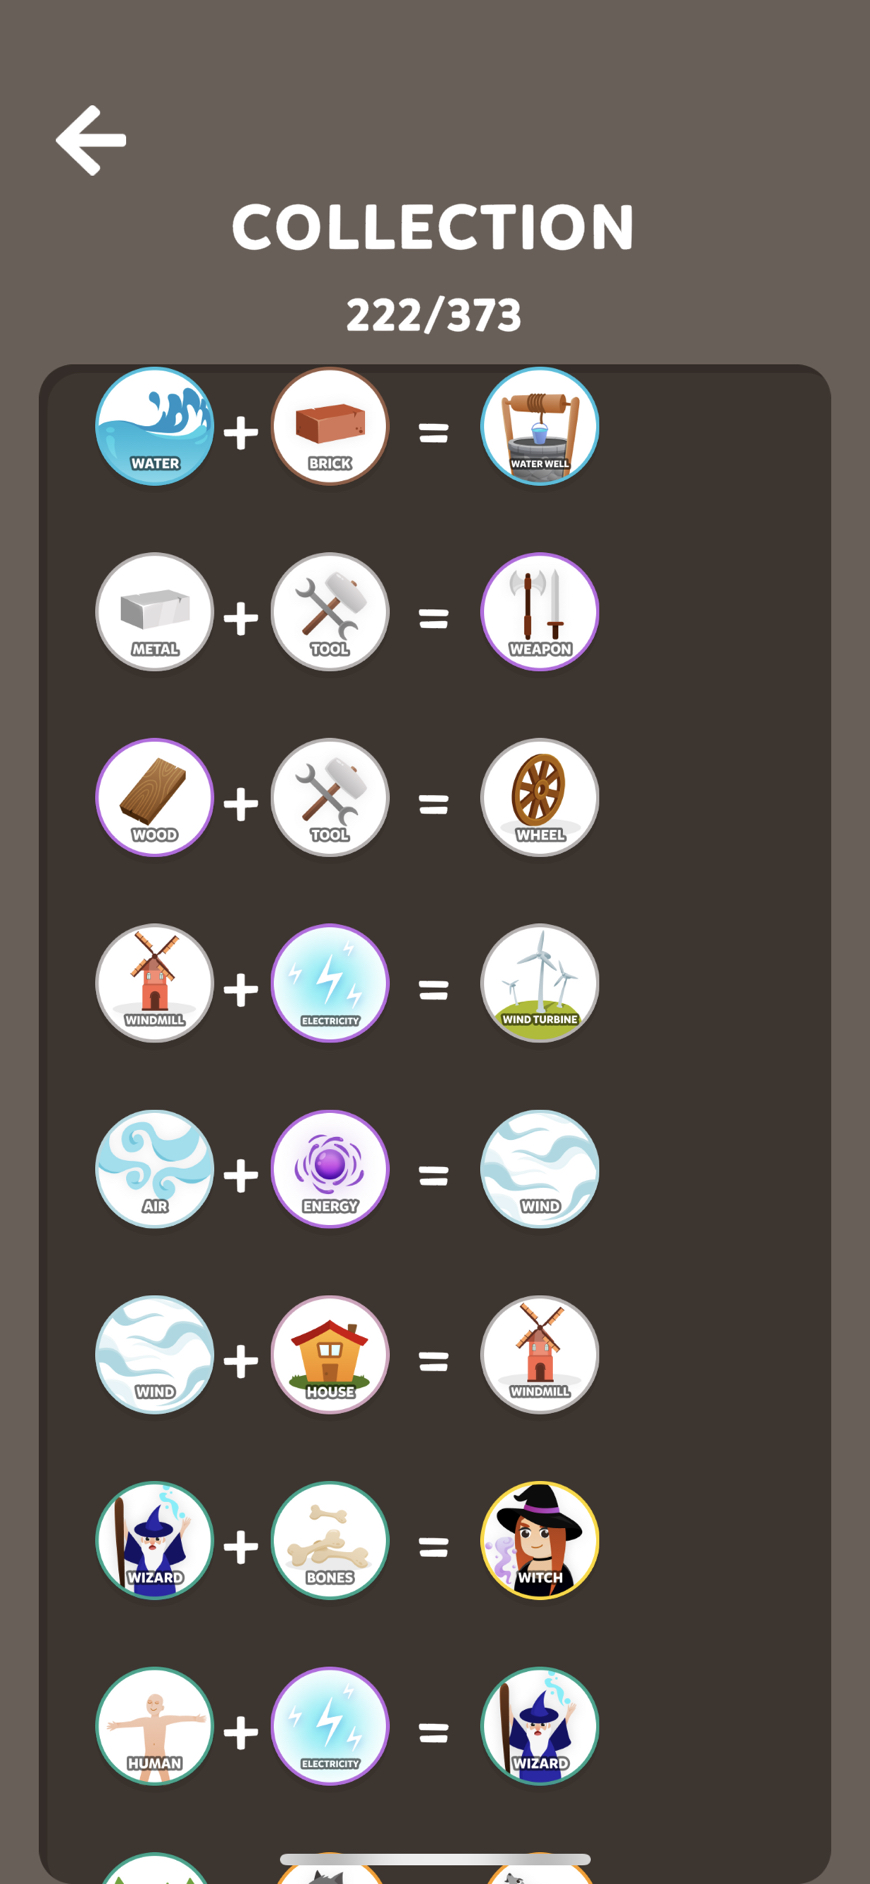 COLLECTION
222/373
WATER + BRICK = WATER WELL
METAL + TOOL = WEAPON
WOOD + TOOL = WHEEL
WINDMILL + ELECTRICITY = WIND TURBINE
AIR + ENERGY = WIND
WIND + HOUSE = WINDMILL
WIZARD + BONES = WITCH
HUMAN + ELECTRICITY = WIZARD